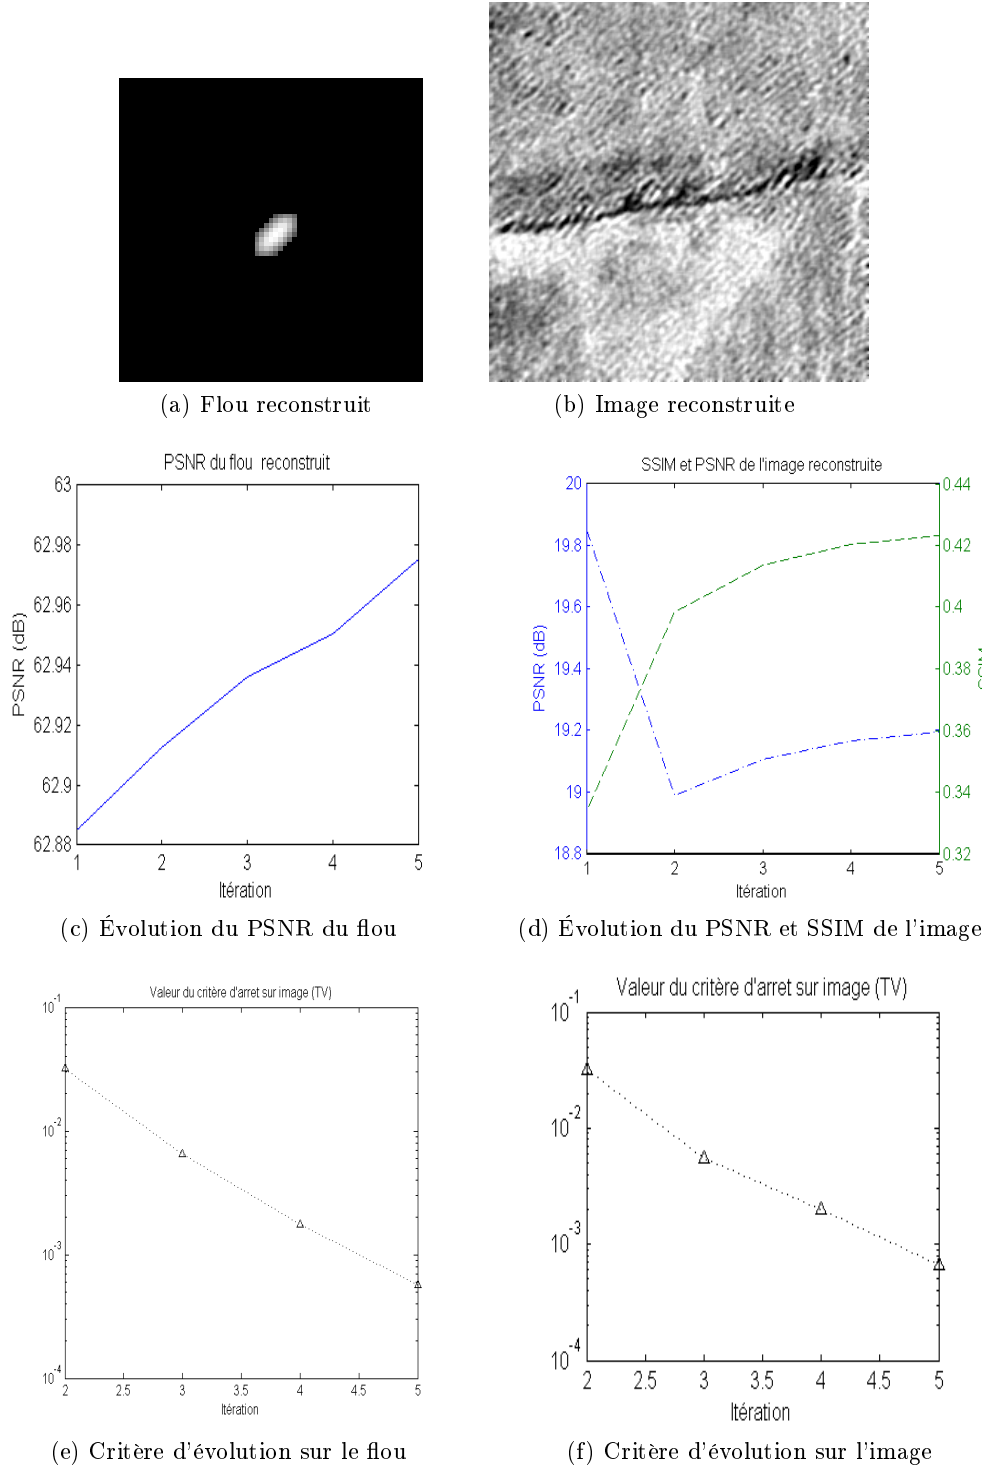 (a) Flou reconstruit
(b) Image reconstruite
PSNR du flou reconstruit
63
62.98
62.96
62.94
62.92
62.9
62.88
PSNR (dB)
1 2 3 4 5
Itération
(c) Évolution du PSNR du flou
SSIM et PSNR de l'image reconstruite
20
19.8
19.6
19.4
19.2
19
18.8
PSNR (dB)
0.44
0.42
0.4
0.38
0.36
0.34
0.32
SSIM
1 2 3 4 5
Itération
(d) Évolution du PSNR et SSIM de l'image
Valeur du critère d'arret sur image (TV)
10-1
10-2
10-3
10-4
2 2.5 3 3.5 4 4.5 5
Itération
(e) Critère d'évolution sur le flou
Valeur du critère d'arret sur image (TV)
10-1
10-2
10-3
10-4
2 2.5 3 3.5 4 4.5 5
Itération
(f) Critère d'évolution sur l'image